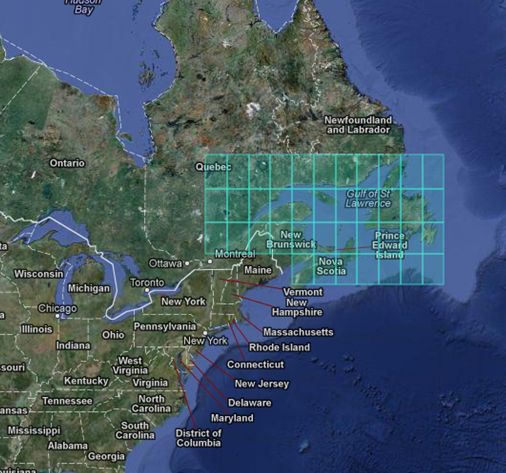 Hudson
Bay
Newfoundland
and Labrador
Ontario
Quebec
Gulf of St
Lawrence
New
Brunswick
Prince
Edward
Island
Montreal
Ottawa
Nova
Scotia
Maine
Wisconsin
Michigan
Toronto
Vermont
New York
New
Hampshire
Chicago
Illinois
Ohio
Pennsylvania
Massachusetts
Indiana
New York
Rhode Island
West
Virginia
Connecticut
Kentucky
Virginia
New Jersey
Tennessee
North
Carolina
Delaware
Maryland
Mississippi
South
Carolina
District of
Columbia
Alabama
Georgia